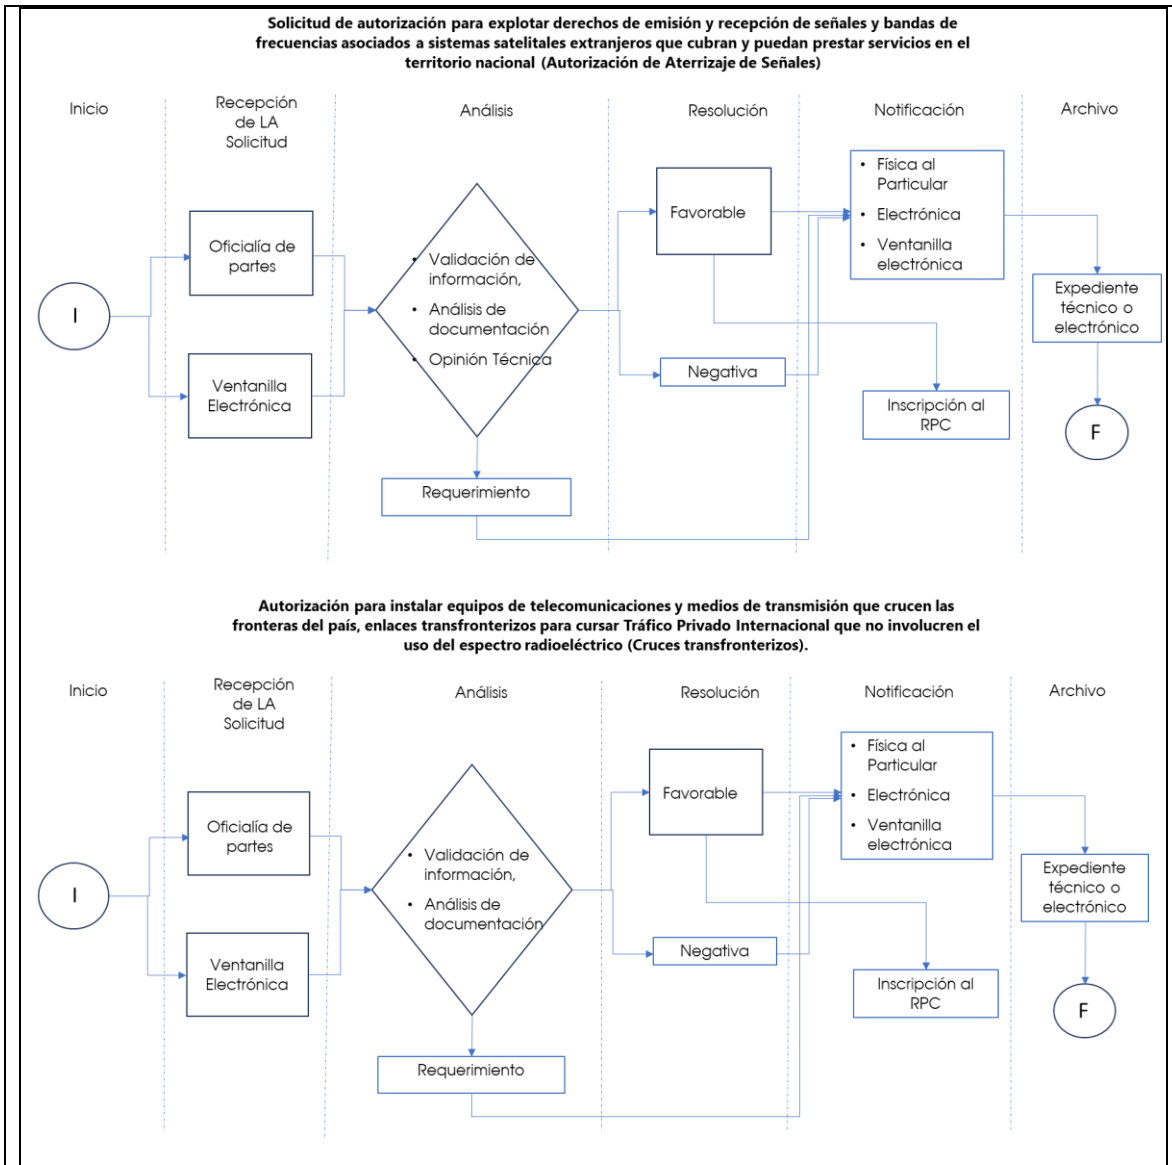 Solicitud de autorización para explotar derechos de emisión y recepción de señales y bandas de
frecuencias asociados a sistemas satelitales extranjeros que cubran y puedan prestar servicios en el
territorio nacional (Autorización de Aterrizaje de Señales)
Inicio
Recepción
de LA
Solicitud
Análisis
Resolución
Notificación
Archivo
I
Oficialía de
partes
Ventanilla
Electrónica
• Validación de
información,
• Análisis de
documentación
• Opinión Técnica
Requerimiento
Favorable
Negativa
• Física al
Particular
• Electrónica
• Ventanilla
electrónica
Inscripción al
RPC
Expediente
técnico o
electrónico
F
Autorización para instalar equipos de telecomunicaciones y medios de transmisión que crucen las
fronteras del país, enlaces transfronterizos para cursar Tráfico Privado Internacional que no involucren el
uso del espectro radioeléctrico (Cruces transfronterizos).
Inicio
Recepción
de LA
Solicitud
Análisis
Resolución
Notificación
Archivo
I
Oficialía de
partes
Ventanilla
Electrónica
• Validación de
información,
• Análisis de
documentación
Requerimiento
Favorable
Negativa
• Física al
Particular
• Electrónica
• Ventanilla
electrónica
Inscripción al
RPC
Expediente
técnico o
electrónico
F